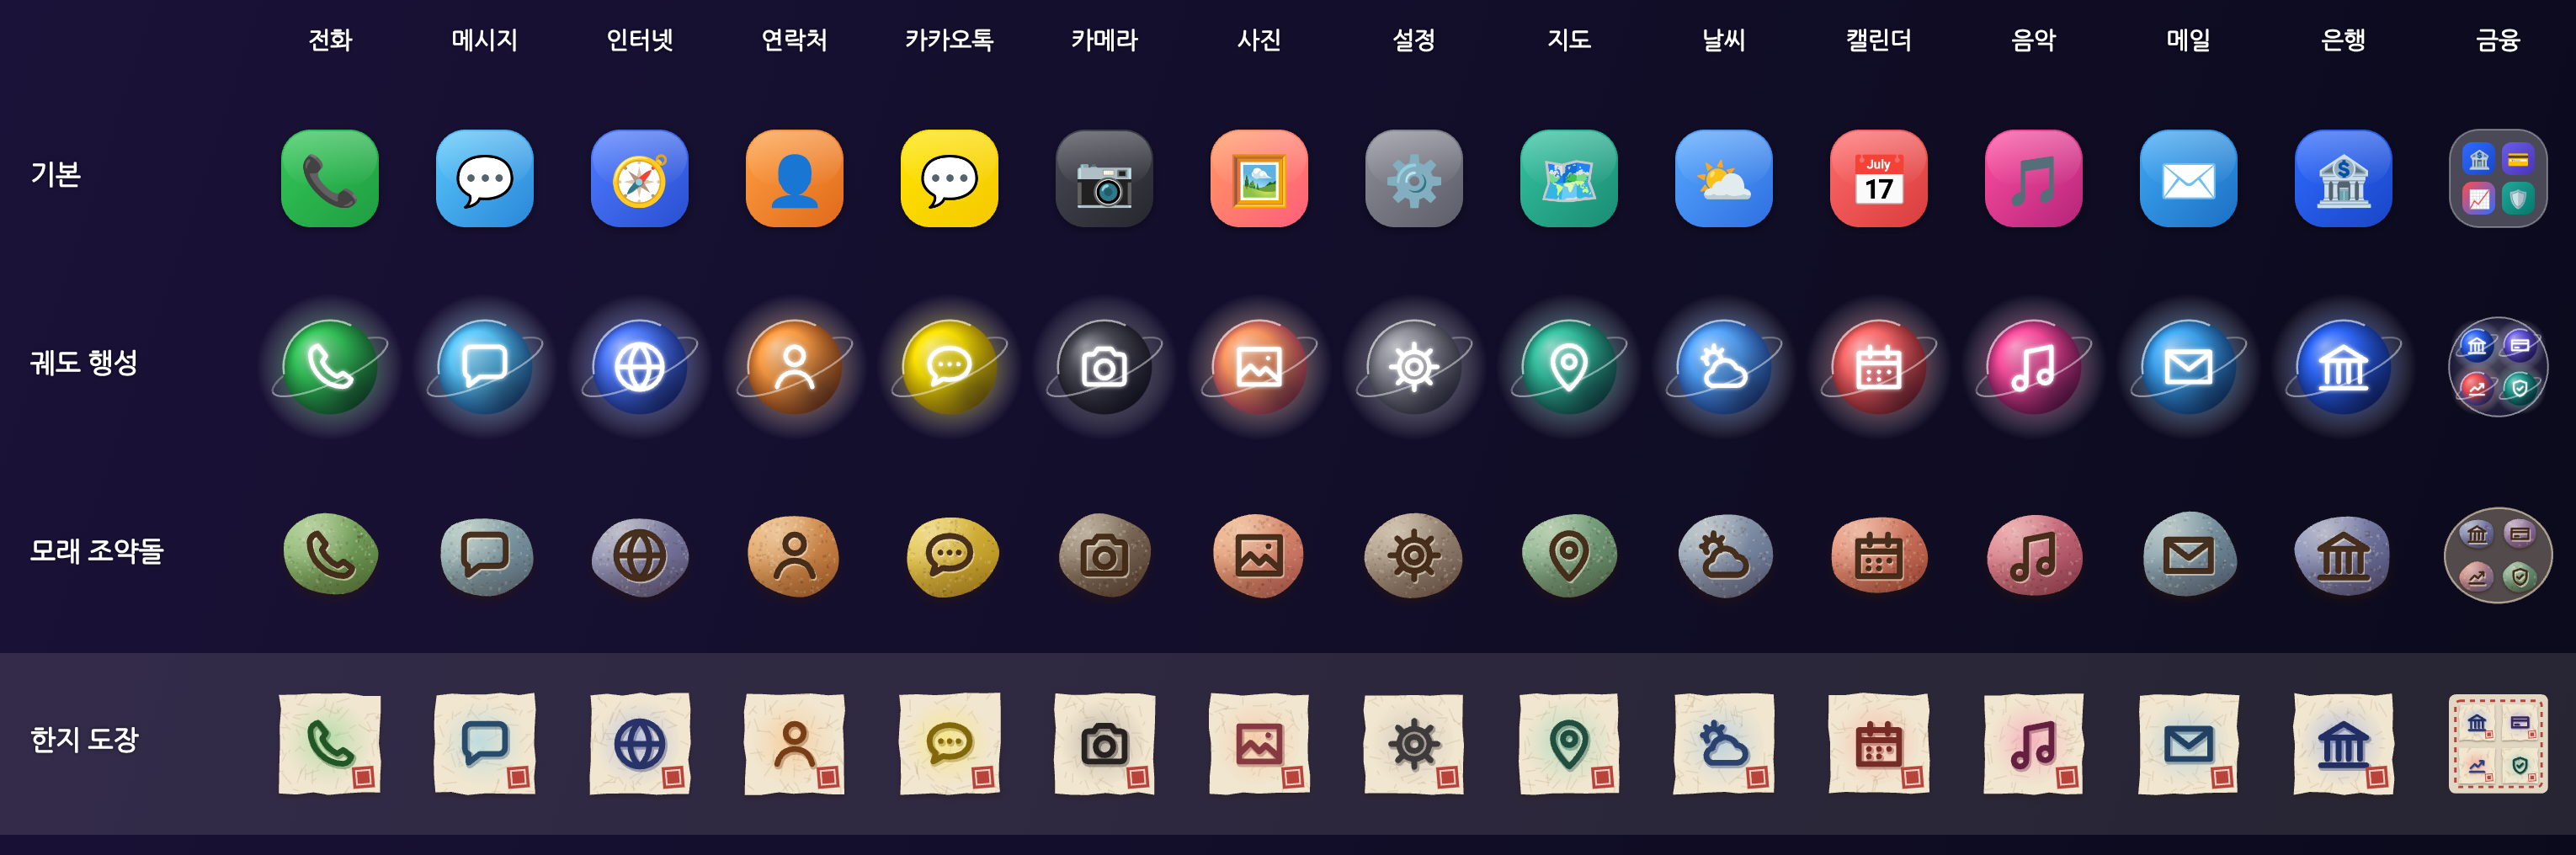 전화 메시지 인터넷 연락처 카카오톡 카메라 사진 설정 지도 날씨 캘린더 음악 메일 은행 금융
기본
July
17
$
궤도 행성
모래 조약돌
한지 도장